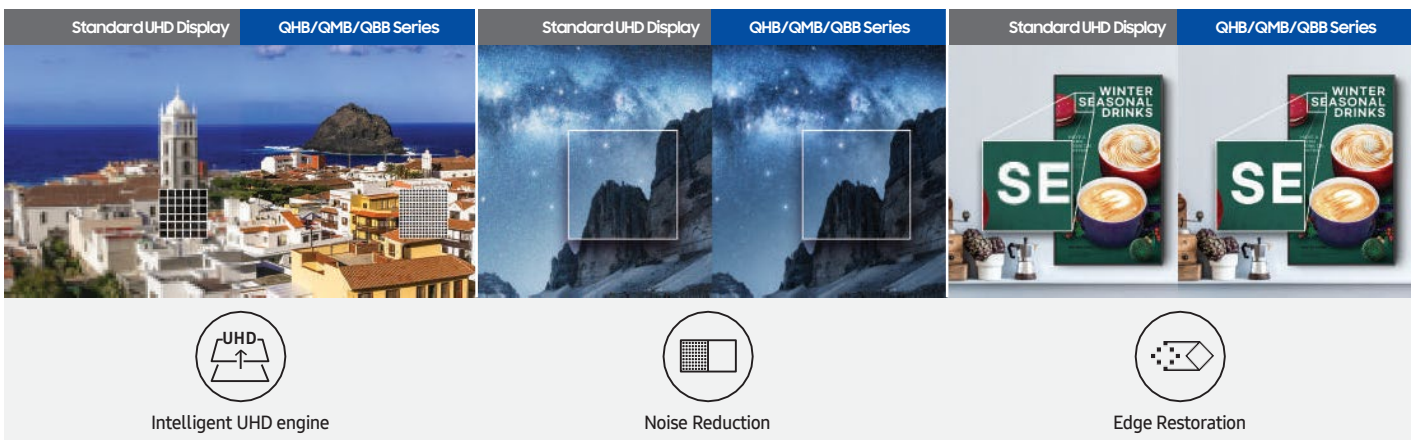 Standard UHD Display
QHB/QMB/QBB Series
Standard UHD Display
QHB/QMB/QBB Series
Standard UHD Display
QHB/QMB/QBB Series
WINTER
SEASONAL
DRINKS
SE
WINTER
SEASONAL
DRINKS
SE
UHD
Intelligent UHD engine
Noise Reduction
Edge Restoration